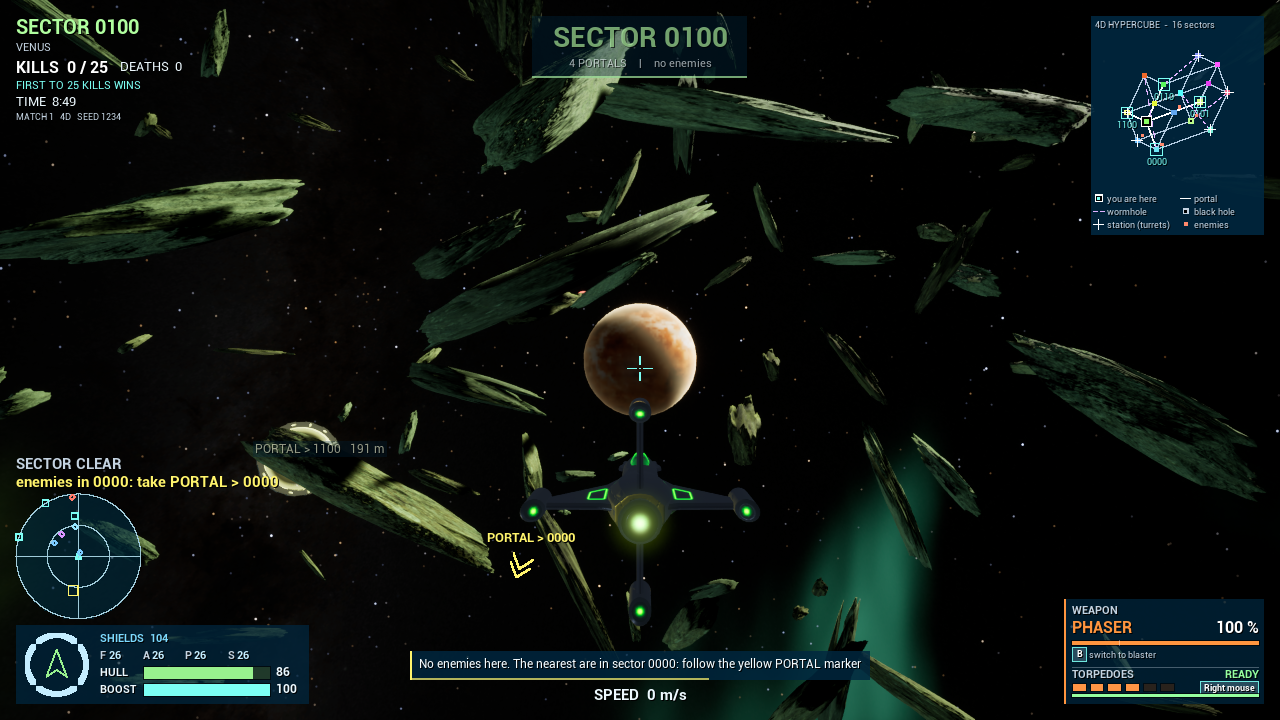 SECTOR 0100
VENUS
KILLS 0 / 25 DEATHS 0
FIRST TO 25 KILLS WINS
TIME 8:49
MATCH 1 4D SEED 1234
SECTOR 0100
4 PORTALS | no enemies
4D HYPERCUBE - 16 sectors
1100
0000
you are here
portal
wormhole
black hole
station (turrets)
enemies
PORTAL > 1100 191 m
SECTOR CLEAR
enemies in 0000: take PORTAL > 0000
PORTAL > 0000
SHIELDS 104
F 26 A 26 P 26 S 26
HULL 86
BOOST 100
No enemies here. The nearest are in sector 0000: follow the yellow PORTAL marker
SPEED 0 m/s
WEAPON
PHASER 100 %
B switch to blaster
TORPEDOES READY
Right mouse